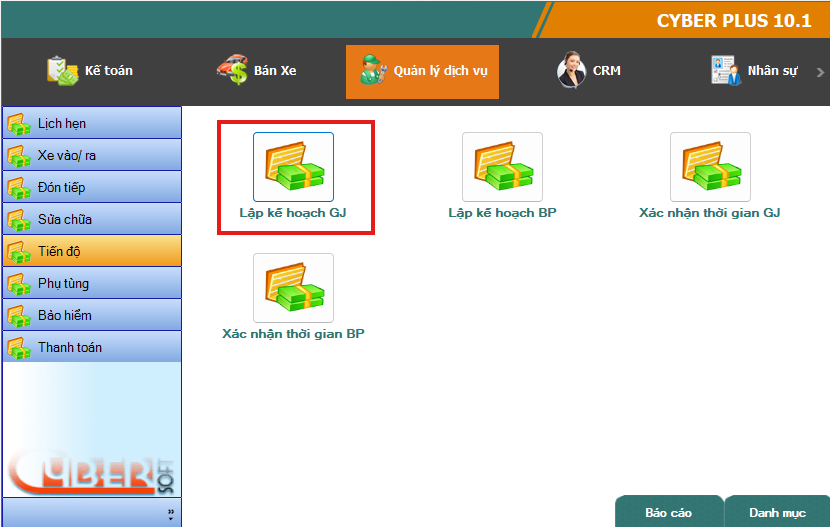 CYBER PLUS 10.1
Kế toán
Bán Xe
Quản lý dịch vụ
CRM
Nhân sự
Lịch hẹn
Xe vào/ ra
Đón tiếp
Sửa chữa
Tiến độ
Phụ tùng
Bảo hiểm
Thanh toán
Lập kế hoạch GJ
Lập kế hoạch BP
Xác nhận thời gian GJ
Xác nhận thời gian BP
CYBER SOFT
Báo cáo
Danh mục